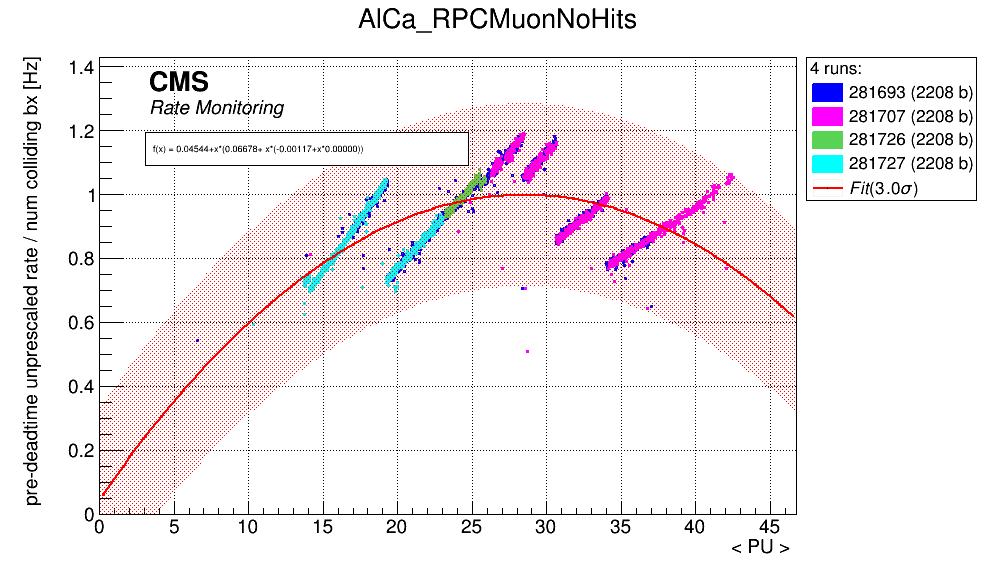 AlCa_RPCMuonNoHits
pre-deadtime unprescaled rate / num colliding bx [Hz]
1.4
1.2
1
0.8
0.6
0.4
0.2
0
CMS
Rate Monitoring
f(x) = 0.04544+x*(0.06678+ x*(-0.00117+x*0.00000))
0 5 10 15 20 25 30 35 40 45
< PU >
4 runs:
281693 (2208 b)
281707 (2208 b)
281726 (2208 b)
281727 (2208 b)
Fit(3.0σ)